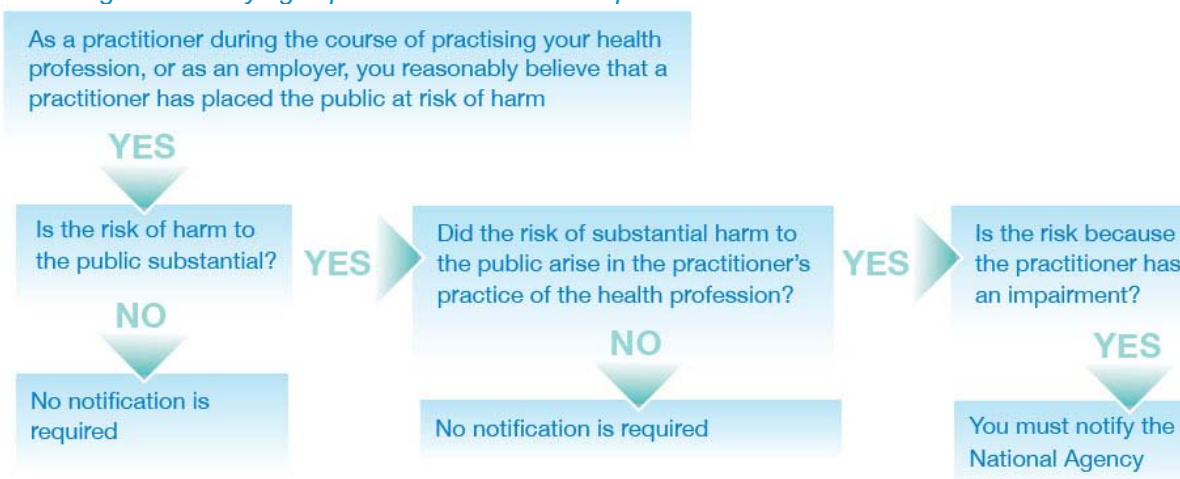 As a practitioner during the course of practising your health
profession, or as an employer, you reasonably believe that a
practitioner has placed the public at risk of harm
YES
Is the risk of harm to
the public substantial?
YES
Did the risk of substantial harm to
the public arise in the practitioner's
practice of the health profession?
YES
Is the risk because
the practitioner has
an impairment?
NO
NO
YES
No notification is
required
No notification is required
You must notify the
National Agency